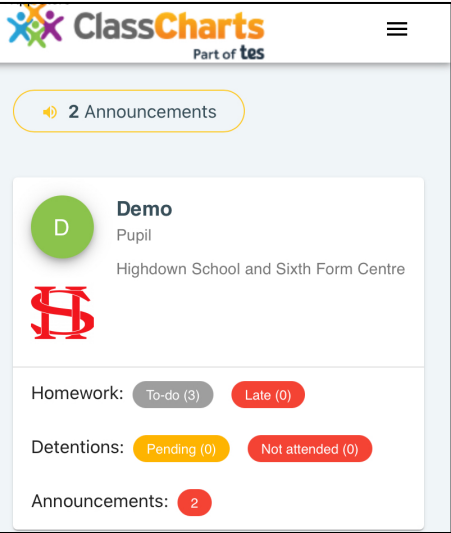 ClassCharts
Part of tes
2 Announcements
D
Demo
Pupil
Highdown School and Sixth Form Centre
Homework: To-do (3) Late (0)
Detentions: Pending (0) Not attended (0)
Announcements: 2